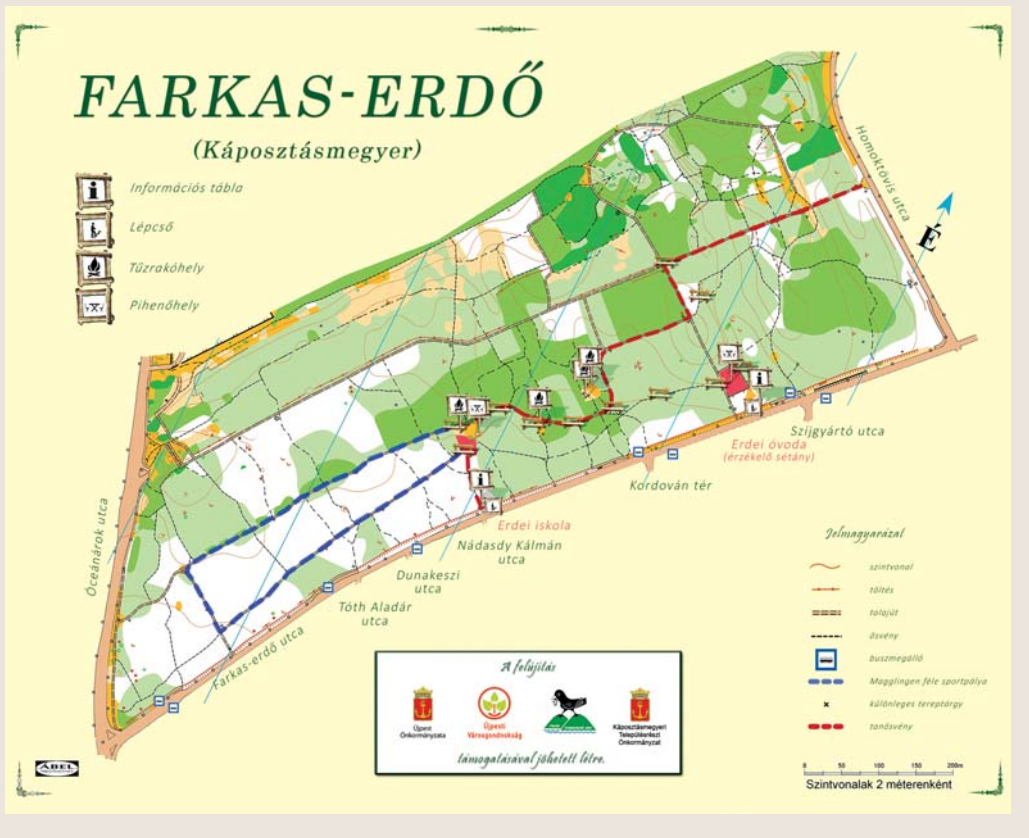 FARKAS-ERDŐ
(Káposztásmegyer)
Információs tábla
Lépcső
Tűzrakóhely
Pihenőhely
Homoktövis utca
É
Óceánárok utca
Szíjgyártó utca
Erdei óvoda
(érzékelő sétány)
Kordován tér
Erdei iskola
Nádasdy Kálmán
utca
Dunakeszi
utca
Tóth Aladár
utca
Farkas-erdő utca
Jelmagyarázat
szintvonal
töltés
talajút
ösvény
buszmegálló
Magglingen féle sportpálya
különleges tereptárgy
tanösvény
A felújítás
Újpest
Önkormányzata
Újpesti
Városgondnokság
Káposztásmegyeri
Településrészi
Önkormányzat
támogatásával jöhetett létre.
ÁBEL
0 50 100 150 200m
Szintvonalak 2 méterenként